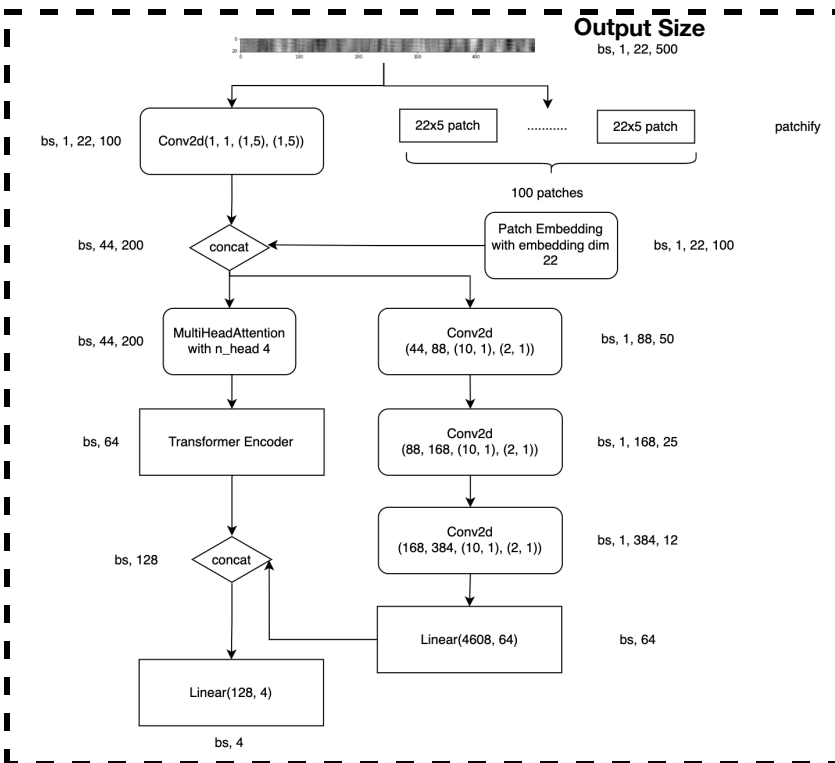 Output Size
bs, 1, 22, 500
0
20
0
100
200
300
400
bs, 1, 22, 100
Conv2d(1, 1, (1,5), (1,5))
22x5 patch
...........
22x5 patch
patchify
100 patches
bs, 44, 200
concat
Patch Embedding
with embedding dim
22
bs, 1, 22, 100
bs, 44, 200
MultiHeadAttention
with n_head 4
Conv2d
(44, 88, (10, 1), (2, 1))
bs, 1, 88, 50
bs, 64
Transformer Encoder
Conv2d
(88, 168, (10, 1), (2, 1))
bs, 1, 168, 25
Conv2d
(168, 384, (10, 1), (2, 1))
bs, 1, 384, 12
bs, 128
concat
Linear(4608, 64)
bs, 64
Linear(128, 4)
bs, 4